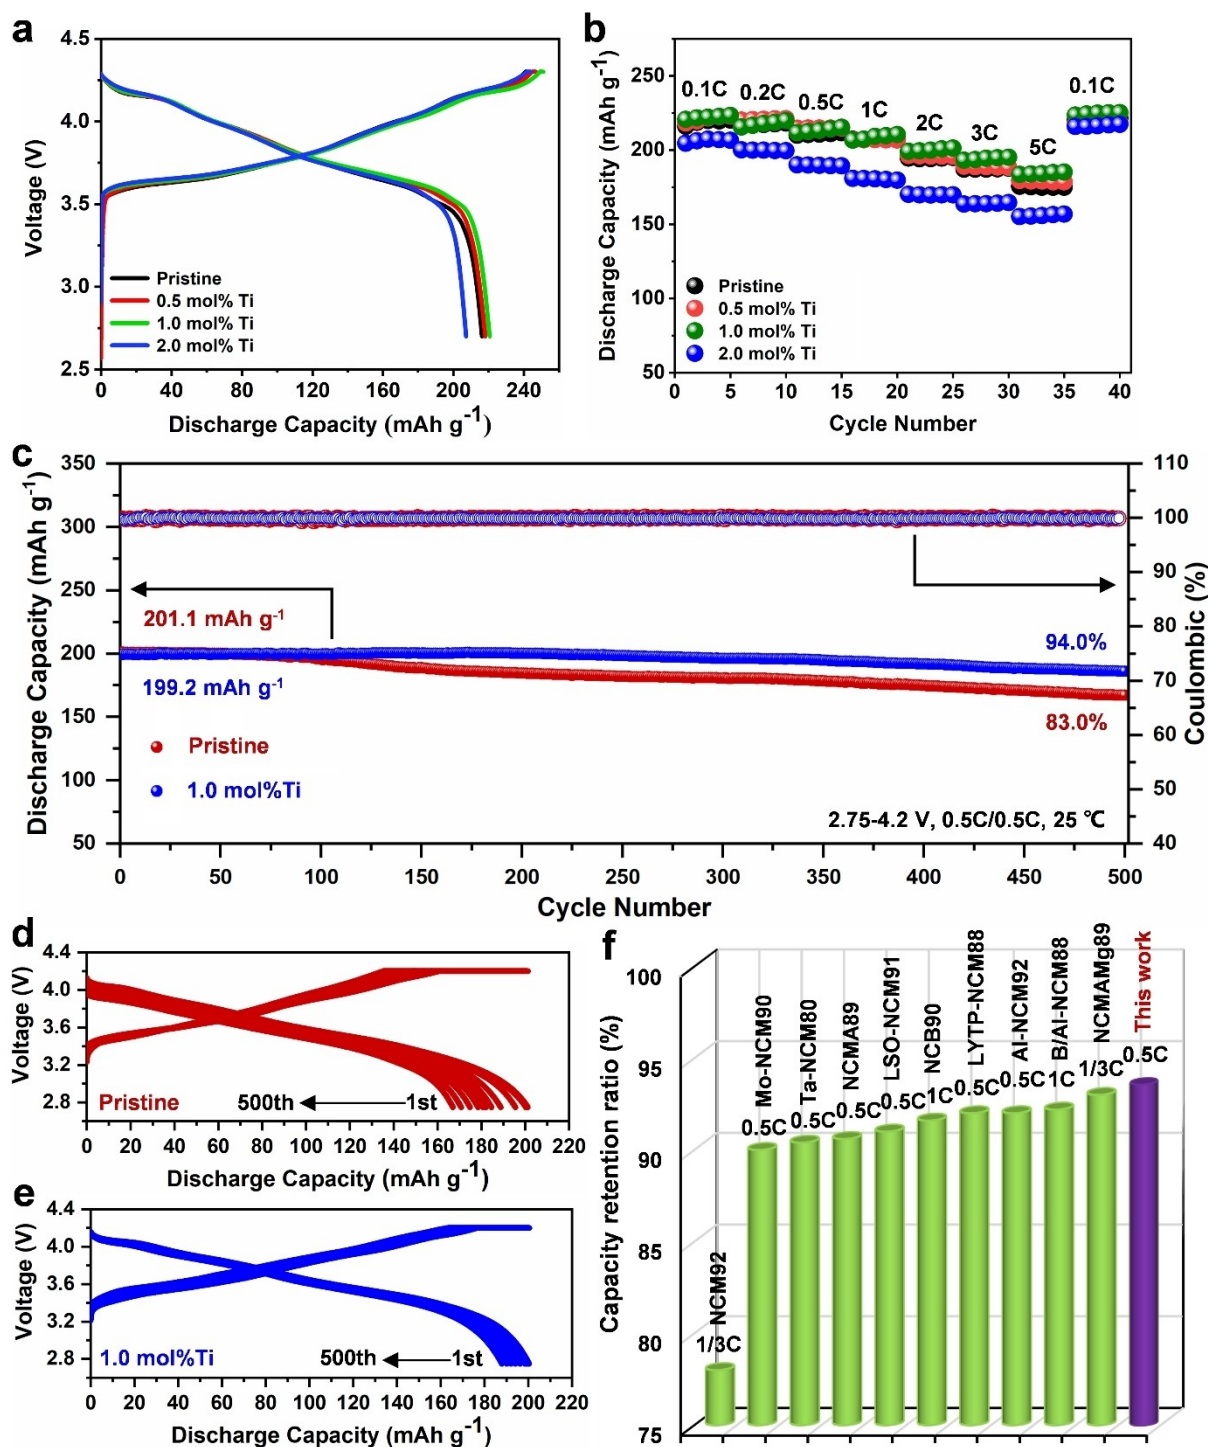 a
4.5
4.0
3.5
3.0
2.5
Voltage (V)
Pristine
0.5 mol% Ti
1.0 mol% Ti
2.0 mol% Ti
0 40 80 120 160 200 240
Discharge Capacity (mAh g-1)
b
250
200
150
100
50
Discharge Capacity (mAh g-1)
0.1C 0.2C 0.5C 1C 2C 3C 5C 0.1C
Pristine
0.5 mol% Ti
1.0 mol% Ti
2.0 mol% Ti
0 5 10 15 20 25 30 35 40
Cycle Number
c
350
300
250
200
150
100
50
Discharge Capacity (mAh g-1)
110
100
90
80
70
60
50
40
Coulombic (%)
201.1 mAh g-1
199.2 mAh g-1
94.0%
83.0%
Pristine
1.0 mol%Ti
2.75-4.2 V, 0.5C/0.5C, 25 ℃
0 50 100 150 200 250 300 350 400 450 500
Cycle Number
d
4.4
4.0
3.6
3.2
2.8
Voltage (V)
Pristine
500th 1st
0 20 40 60 80 100 120 140 160 180 200 220
Discharge Capacity (mAh g-1)
e
4.4
4.0
3.6
3.2
2.8
Voltage (V)
1.0 mol%Ti
500th 1st
0 20 40 60 80 100 120 140 160 180 200 220
Discharge Capacity (mAh g-1)
f
100
95
90
85
80
75
Capacity retention ratio (%)
NCM92
1/3C
Mo-NCM90
0.5C
Ta-NCM80
0.5C
NCMA89
0.5C
LSO-NCM91
0.5C
NCB90
1C
LYTP-NCM88
0.5C
Al-NCM92
0.5C
B/Al-NCM88
1C
NCMAMg89
1/3C
This work
0.5C